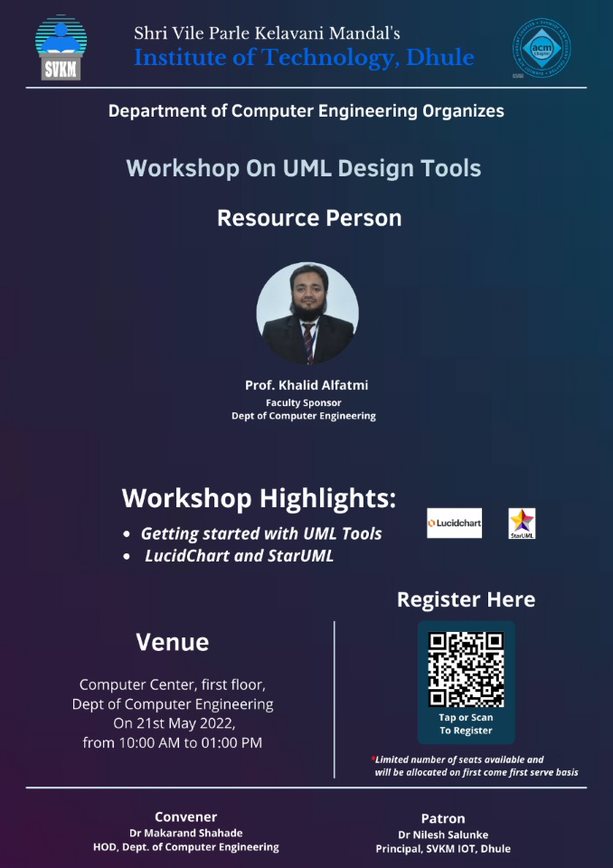 Shri Vile Parle Kelavani Mandal's
Institute of Technology, Dhule
SVKM
acm
Chapter
Department of Computer Engineering Organizes
Workshop On UML Design Tools
Resource Person
Prof. Khalid Alfatmi
Faculty Sponsor
Dept of Computer Engineering
Workshop Highlights:
• Getting started with UML Tools
• LucidChart and StarUML
Lucidchart
StarUML
Register Here
Tap or Scan
To Register
*Limited number of seats available and
will be allocated on first come first serve basis
Venue
Computer Center, first floor,
Dept of Computer Engineering
On 21st May 2022,
from 10:00 AM to 01:00 PM
Convener
Dr Makarand Shahade
HOD, Dept. of Computer Engineering
Patron
Dr Nilesh Salunke
Principal, SVKM IOT, Dhule